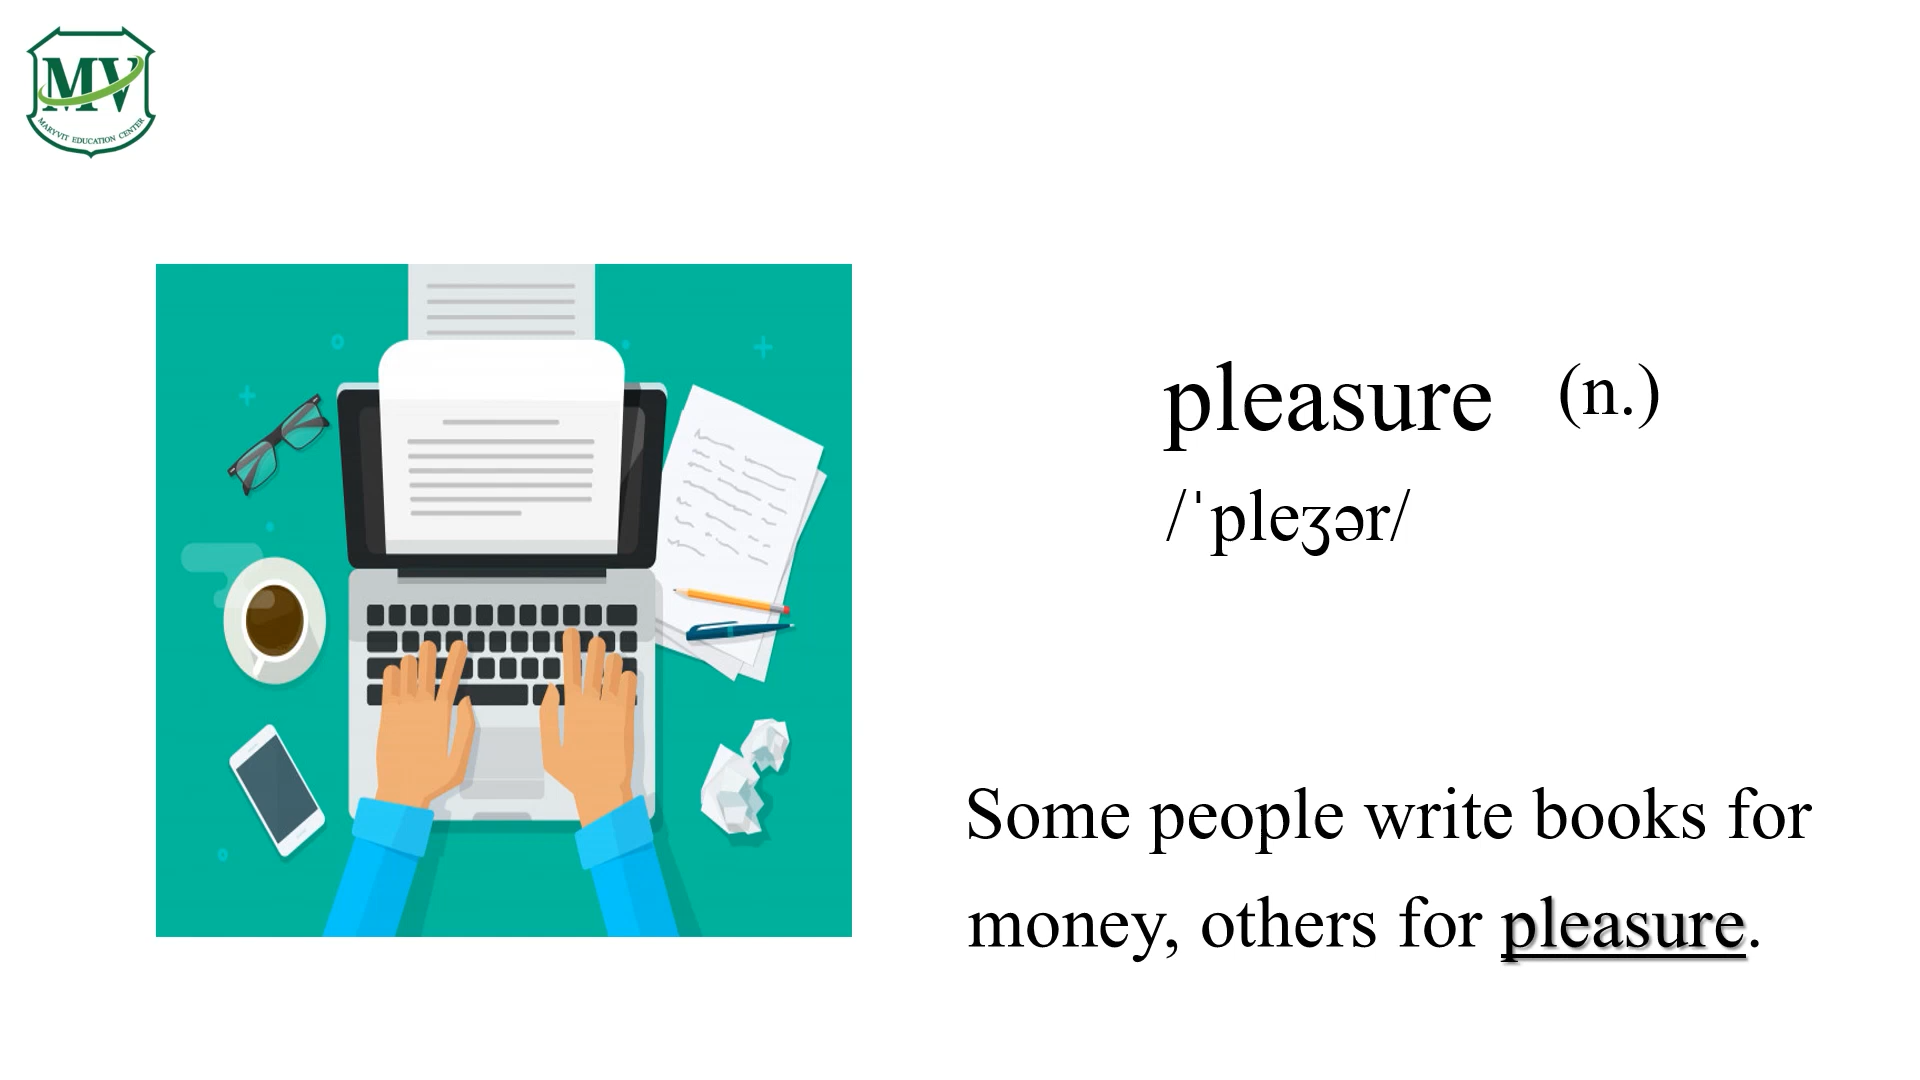 MV
MARYVIT EDUCATION CENTER
pleasure (n.)
/ˈpleʒər/
Some people write books for
money, others for pleasure.